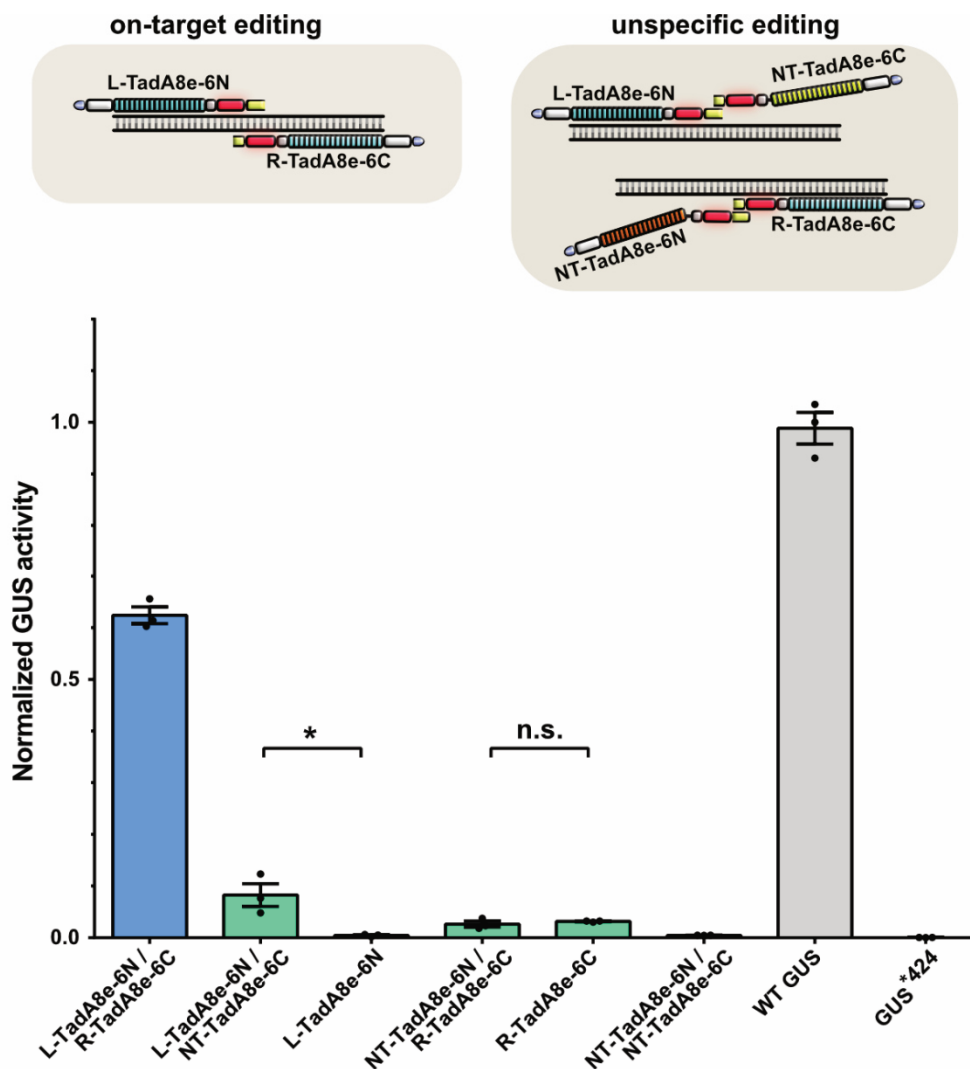 on-target editing
unspecific editing
L-TadA8e-6N
R-TadA8e-6C
L-TadA8e-6N
NT-TadA8e-6C
NT-TadA8e-6N
R-TadA8e-6C
Normalized GUS activity
1.0
0.5
0.0
*
n.s.
L-TadA8e-6N /
R-TadA8e-6C
L-TadA8e-6N /
NT-TadA8e-6C
L-TadA8e-6N
NT-TadA8e-6N /
R-TadA8e-6C
R-TadA8e-6C
NT-TadA8e-6N /
NT-TadA8e-6C
WT GUS
GUS*424